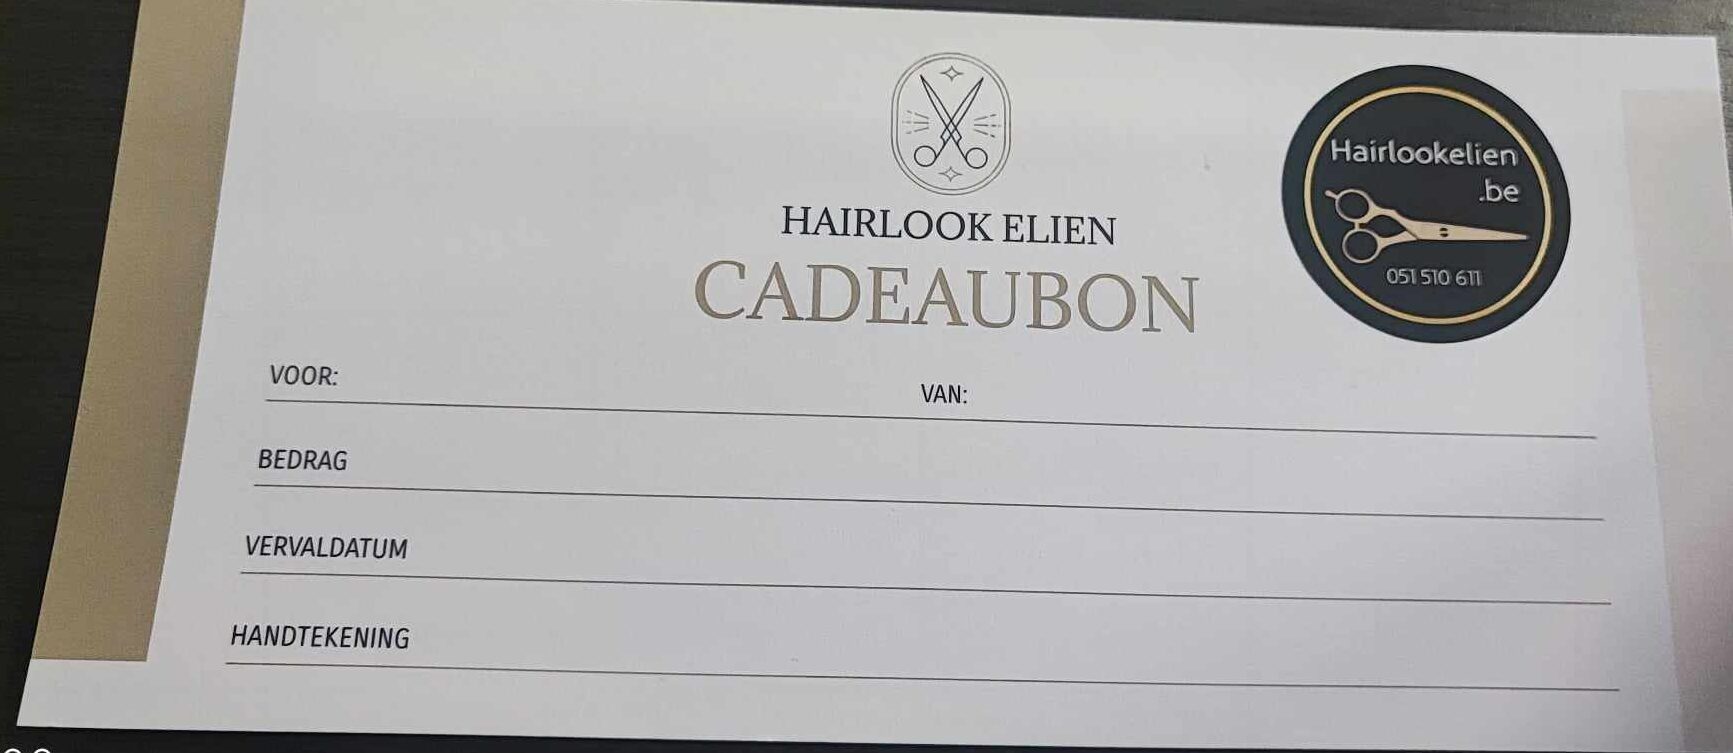 HAIRLOOK ELIEN
CADEAUBON
Hairlookelien
.be
051 510 611
VOOR:
VAN:
BEDRAG
VERVALDATUM
HANDTEKENING